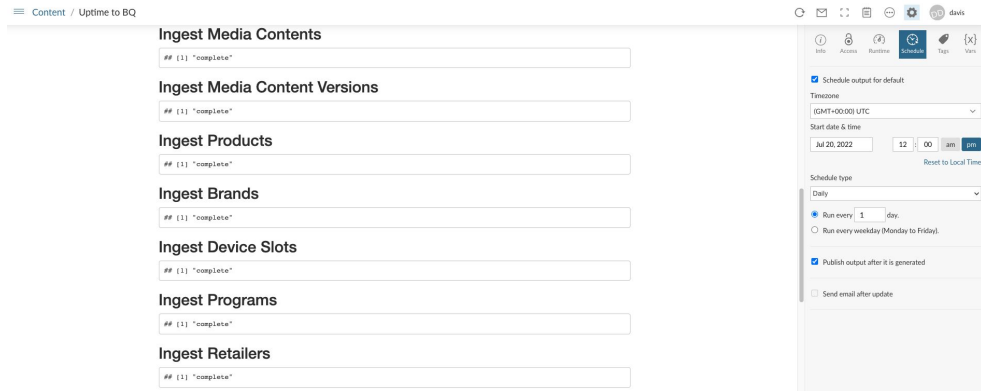 Content / Uptime to BQ
davis
Ingest Media Contents
## [1] "complete"
Ingest Media Content Versions
## [1] "complete"
Ingest Products
## [1] "complete"
Ingest Brands
## [1] "complete"
Ingest Device Slots
## [1] "complete"
Ingest Programs
## [1] "complete"
Ingest Retailers
## [1] "complete"
Info Access Runtime Schedule Tags Vars
Schedule output for default
Timezone
(GMT+00:00) UTC
Start date & time
Jul 20, 2022 12 : 00 am pm
Reset to Local Time
Schedule type
Daily
Run every 1 day.
Run every weekday (Monday to Friday).
Publish output after it is generated
Send email after update